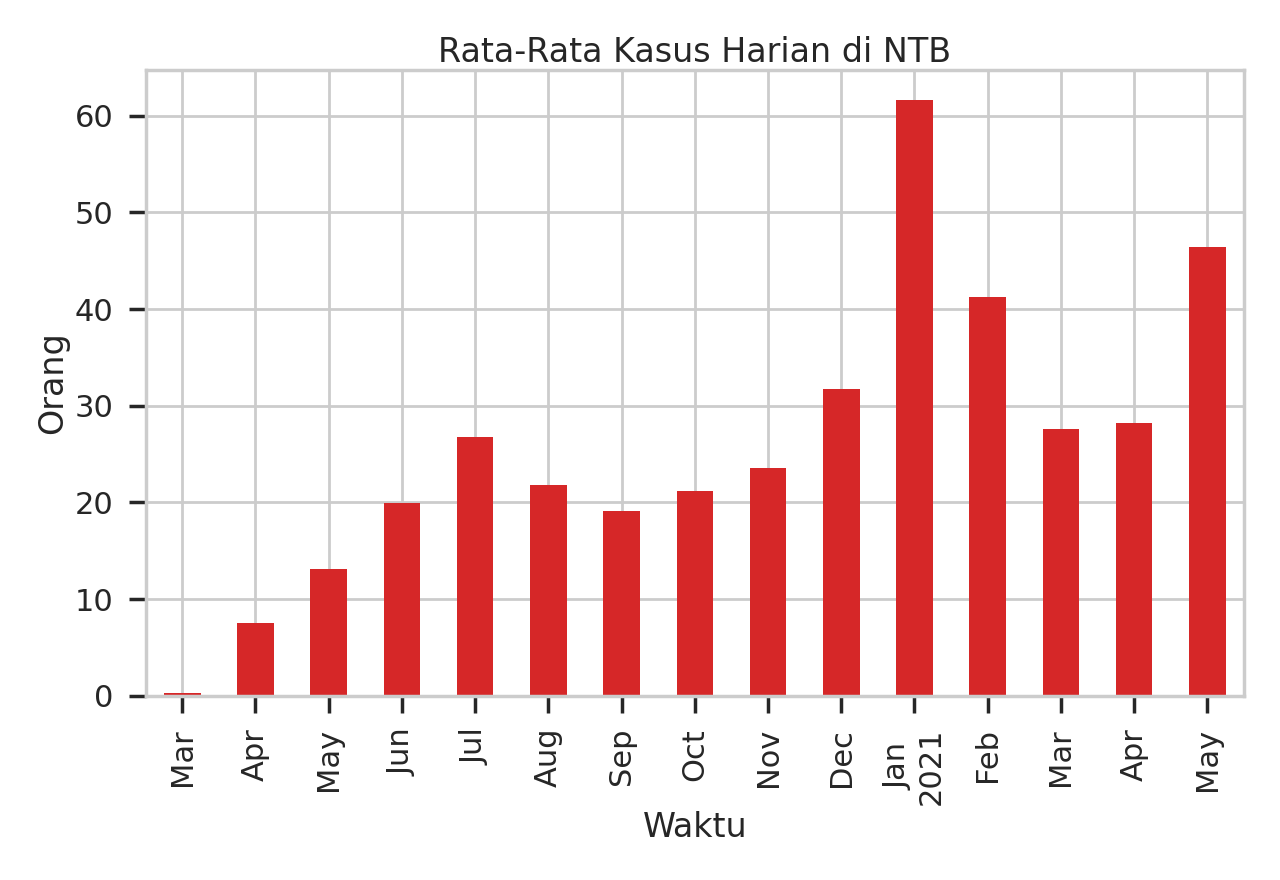 Rata-Rata Kasus Harian di NTB
60
50
40
30
20
10
0
Orang
Mar
Apr
May
Jun
Jul
Aug
Sep
Oct
Nov
Dec
Jan
2021
Feb
Mar
Apr
May
Waktu